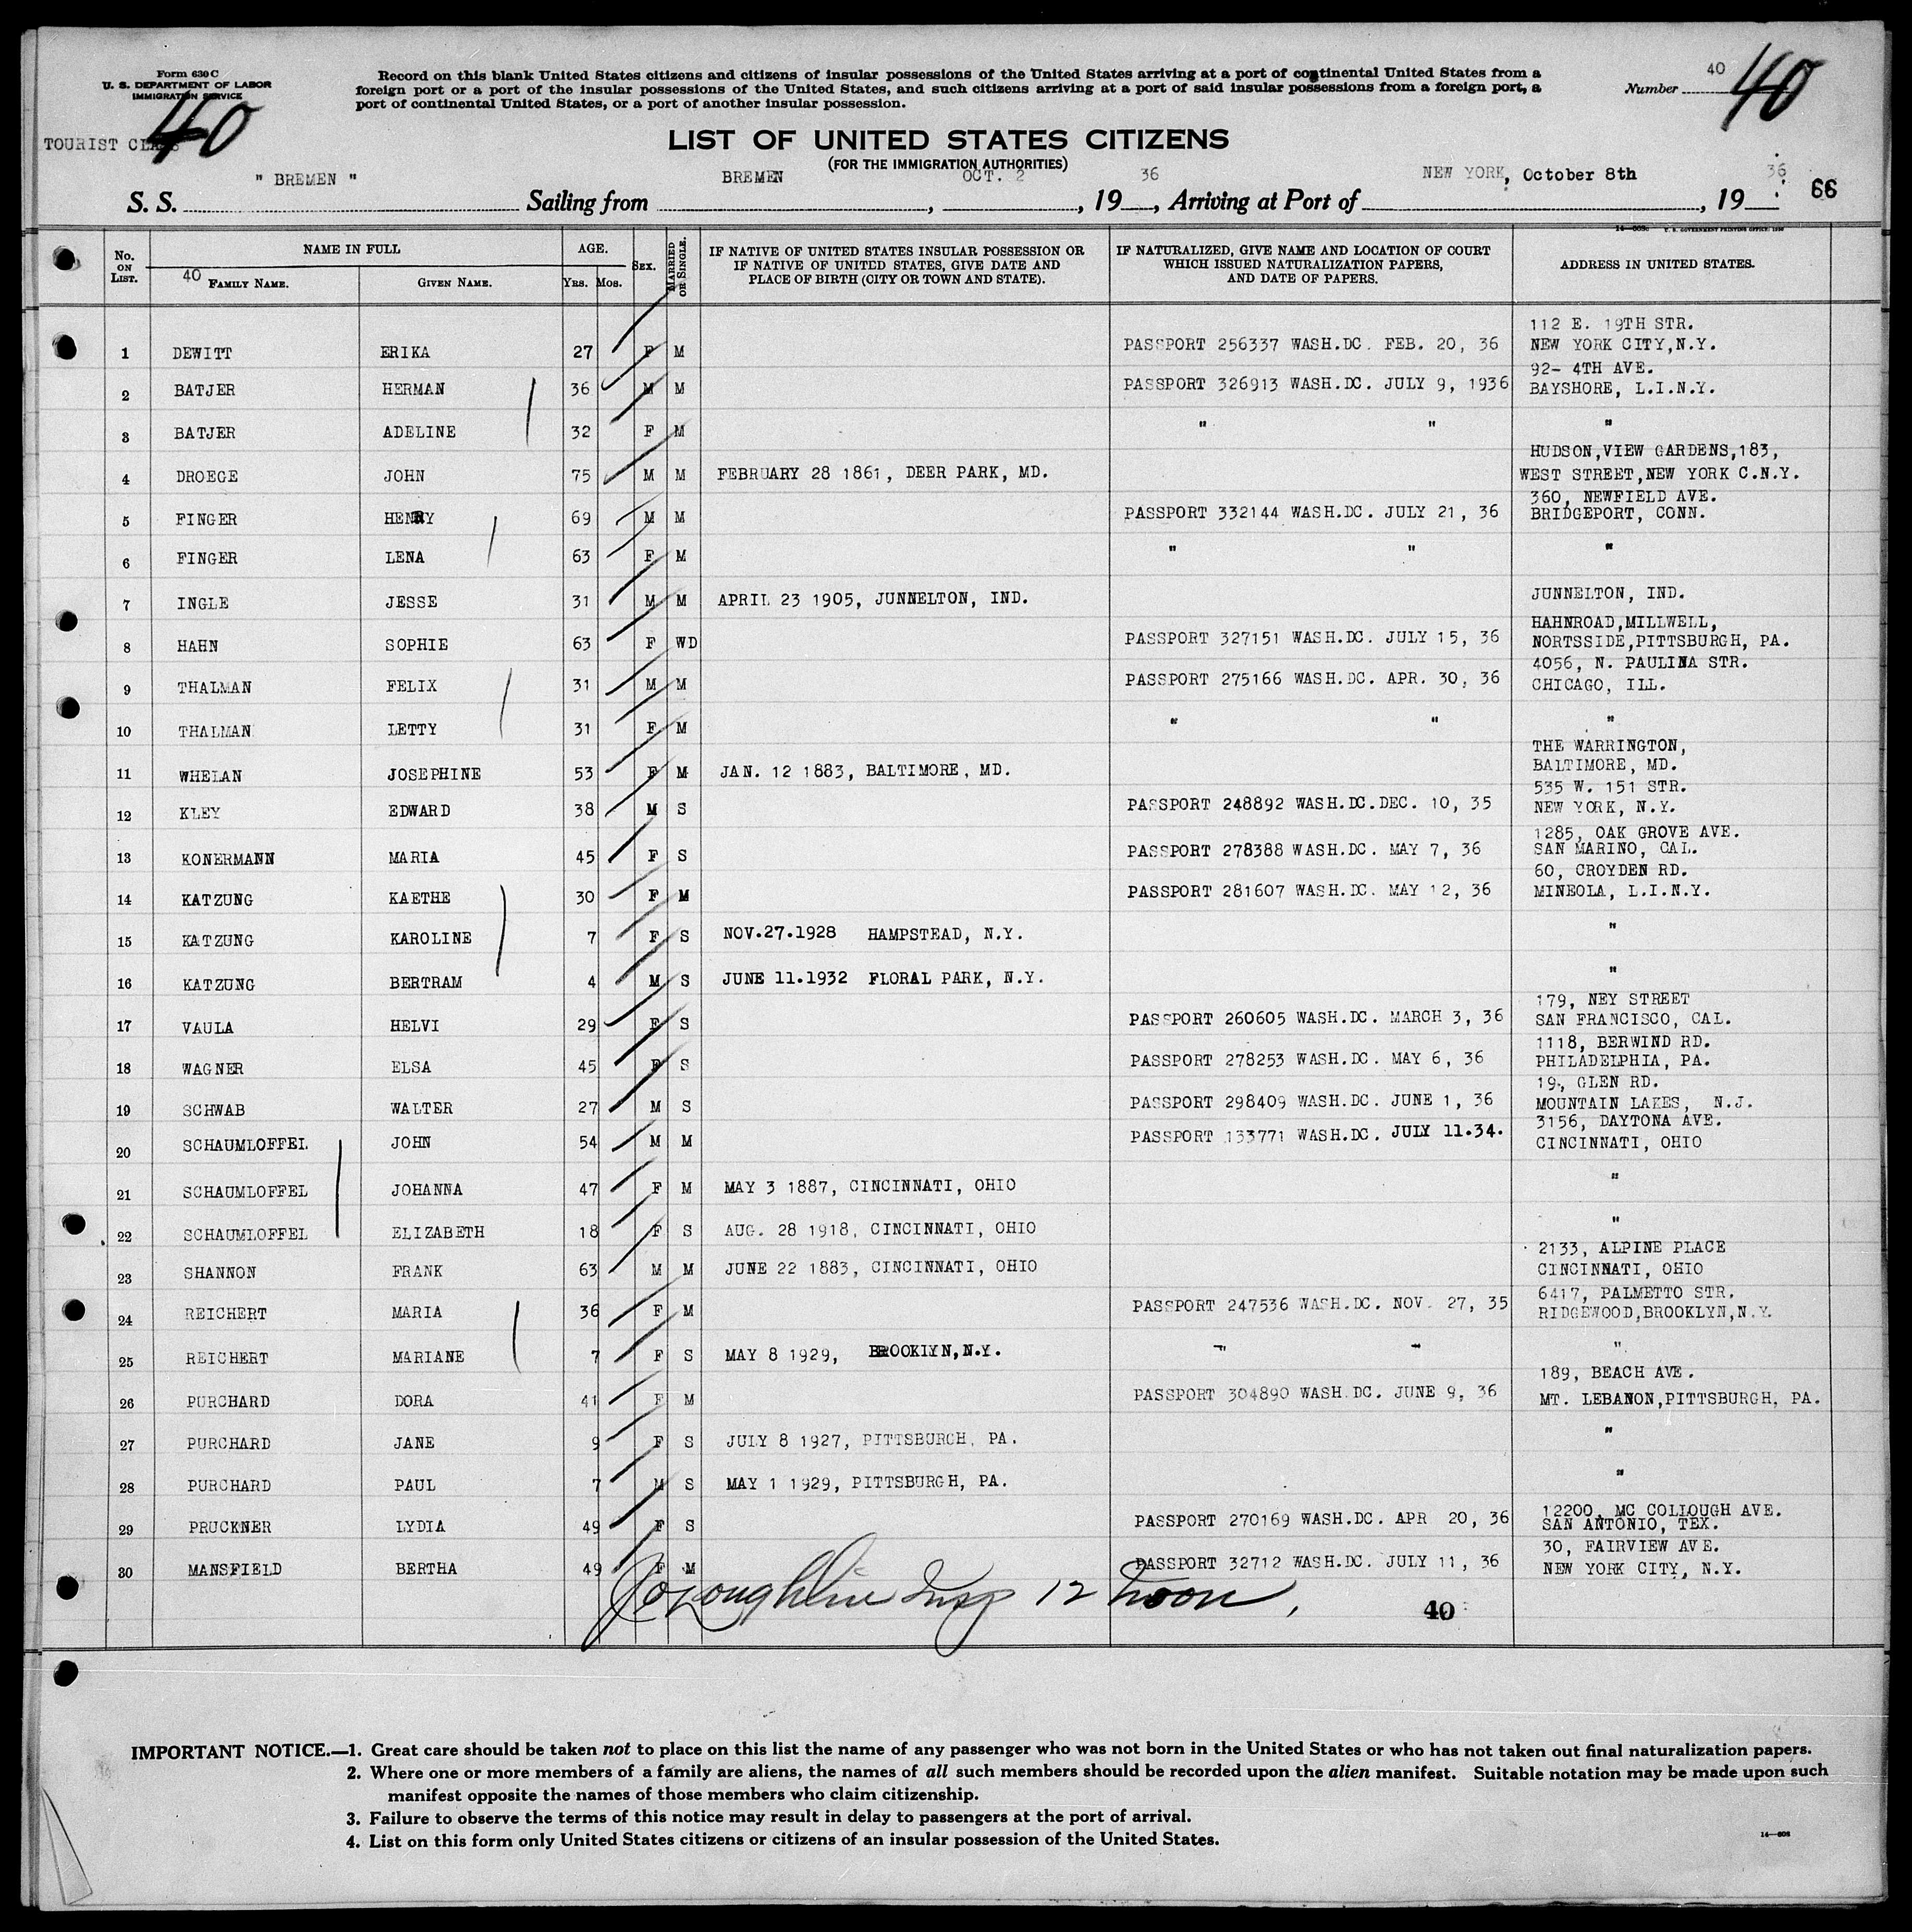 Form 630 C
U. S. DEPARTMENT OF LABOR
IMMIGRATION SERVICE
Record on this blank United States citizens and citizens of insular possessions of the United States arriving at a port of continental United States from a
foreign port or a port of the insular possessions of the United States, and such citizens arriving at a port of said insular possessions from a foreign port, a
port of continental United States, or a port of another insular possession.
Number 40
40
40
TOURIST CLASS
LIST OF UNITED STATES CITIZENS
(FOR THE IMMIGRATION AUTHORITIES)
S. S. " BREMEN " Sailing from BREMEN, OCT. 2, 1936, Arriving at Port of NEW YORK, October 8th, 1936 66
No. ON LIST. NAME IN FULL AGE. SEX. MARRIED OR SINGLE. IF NATIVE OF UNITED STATES INSULAR POSSESSION OR IF NATIVE OF UNITED STATES, GIVE DATE AND PLACE OF BIRTH (CITY OR TOWN AND STATE). IF NATURALIZED, GIVE NAME AND LOCATION OF COURT WHICH ISSUED NATURALIZATION PAPERS, AND DATE OF PAPERS. ADDRESS IN UNITED STATES.
40 FAMILY NAME. GIVEN NAME. YRS. MOS.
1 DEWITT ERIKA 27 F M PASSPORT 256337 WASH.DC. FEB. 20, 36 112 E. 19TH STR. NEW YORK CITY,N.Y.
2 BATJER HERMAN 36 M M PASSPORT 326913 WASH.DC. JULY 9, 1936 92- 4TH AVE. BAYSHORE, L.I.N.Y.
3 BATJER ADELINE 32 F M " " "
4 DROEGE JOHN 75 M M FEBRUARY 28 1861, DEER PARK, MD. HUDSON,VIEW GARDENS,183, WEST STREET,NEW YORK C.N.Y.
5 FINGER HENRY 69 M M PASSPORT 332144 WASH.DC. JULY 21, 36 360, NEWFIELD AVE. BRIDGEPORT, CONN.
6 FINGER LENA 63 F M " " "
7 INGLE JESSE 31 M M APRIL 23 1905, JUNNELTON, IND. JUNNELTON, IND.
8 HAHN SOPHIE 63 F WD PASSPORT 327151 WASH.DC. JULY 15, 36 HAHNROAD,MILLWELL, NORTSSIDE,PITTSBURGH, PA.
9 THALMAN FELIX 31 M M PASSPORT 275166 WASH.DC. APR. 30, 36 4056, N. PAULINA STR. CHICAGO, ILL.
10 THALMAN LETTY 31 F M " " "
11 WHELAN JOSEPHINE 53 F M JAN. 12 1883, BALTIMORE, MD. THE WARRINGTON, BALTIMORE, MD.
12 KLEY EDWARD 38 M S PASSPORT 248892 WASH.DC.DEC. 10, 35 535 W. 151 STR. NEW YORK, N.Y.
13 KONERMANN MARIA 45 F S PASSPORT 278388 WASH.DC. MAY 7, 36 1285, OAK GROVE AVE. SAN MARINO, CAL.
14 KATZUNG KAETHE 30 F M PASSPORT 281607 WASH.DC. MAY 12, 36 60, CROYDEN RD. MINEOLA, L.I.N.Y.
15 KATZUNG KAROLINE 7 F S NOV.27.1928 HAMPSTEAD, N.Y. "
16 KATZUNG BERTRAM 4 M S JUNE 11.1932 FLORAL PARK, N.Y. "
17 VAULA HELVI 29 F S PASSPORT 260605 WASH.DC. MARCH 3, 36 179, NEY STREET SAN FRANCISCO, CAL.
18 WAGNER ELSA 45 F S PASSPORT 278253 WASH.DC. MAY 6, 36 1118, BERWIND RD. PHILADELPHIA, PA.
19 SCHWAB WALTER 27 M S PASSPORT 298409 WASH.DC. JUNE 1, 36 19, GLEN RD. MOUNTAIN LAKES, N.J.
20 SCHAUMLOFFEL JOHN 54 M M PASSPORT 133771 WASH.DC. JULY 11.34. 3156, DAYTONA AVE. CINCINNATI, OHIO
21 SCHAUMLOFFEL JOHANNA 47 F M MAY 3 1887, CINCINNATI, OHIO "
22 SCHAUMLOFFEL ELIZABETH 18 F S AUG. 28 1918, CINCINNATI, OHIO "
23 SHANNON FRANK 63 M M JUNE 22 1883, CINCINNATI, OHIO 2133, ALPINE PLACE CINCINNATI, OHIO
24 REICHERT MARIA 36 F M PASSPORT 247536 WASH.DC. NOV. 27, 35 6417, PALMETTO STR. RIDGEWOOD,BROOKLYN,N.Y.
25 REICHERT MARIANE 7 F S MAY 8 1929, BROOKLYN,N.Y. " " "
26 PURCHARD DORA 41 F M PASSPORT 304890 WASH.DC. JUNE 9, 36 189, BEACH AVE. MT. LEBANON,PITTSBURGH, PA.
27 PURCHARD JANE 9 F S JULY 8 1927, PITTSBURGH, PA. "
28 PURCHARD PAUL 7 M S MAY 1 1929, PITTSBURGH, PA. "
29 PRUCKNER LYDIA 49 F S PASSPORT 270169 WASH.DC. APR 20, 36 12200, MC COLLOUGH AVE. SAN ANTONIO, TEX.
30 MANSFIELD BERTHA 49 F M PASSPORT 32712 WASH.DC. JULY 11, 36 30, FAIRVIEW AVE. NEW YORK CITY, N.Y.
Insp 12 Noon,
40
IMPORTANT NOTICE.—1. Great care should be taken not to place on this list the name of any passenger who was not born in the United States or who has not taken out final naturalization papers.
2. Where one or more members of a family are aliens, the names of all such members should be recorded upon the alien manifest. Suitable notation may be made upon such
manifest opposite the names of those members who claim citizenship.
3. Failure to observe the terms of this notice may result in delay to passengers at the port of arrival.
4. List on this form only United States citizens or citizens of an insular possession of the United States.